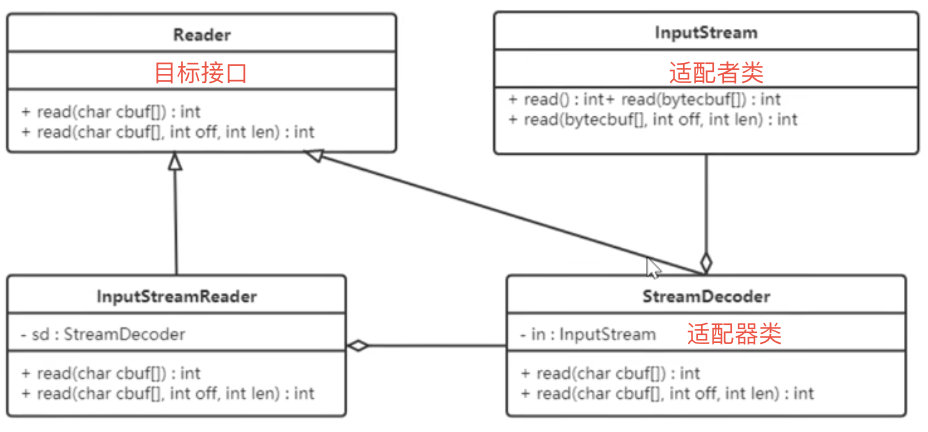 Reader
目标接口
+ read(char cbuf[]) : int
+ read(char cbuf[], int off, int len) : int
InputStream
适配者类
+ read() : int+ read(bytecbuf[]) : int
+ read(bytecbuf[], int off, int len) : int
InputStreamReader
- sd : StreamDecoder
+ read(char cbuf[]) : int
+ read(char cbuf[], int off, int len) : int
StreamDecoder
- in : InputStream 适配器类
+ read(char cbuf[]) : int
+ read(char cbuf[], int off, int len) : int